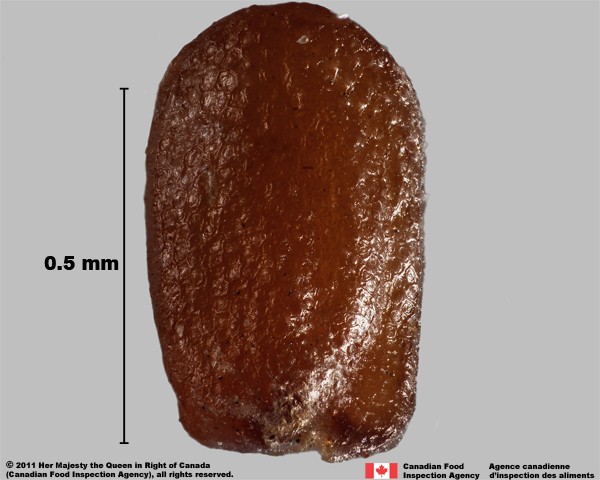 0.5 mm
© 2011 Her Majesty the Queen in Right of Canada
(Canadian Food Inspection Agency), all rights reserved.
Canadian Food
Inspection Agency
Agence canadienne
d'inspection des aliments